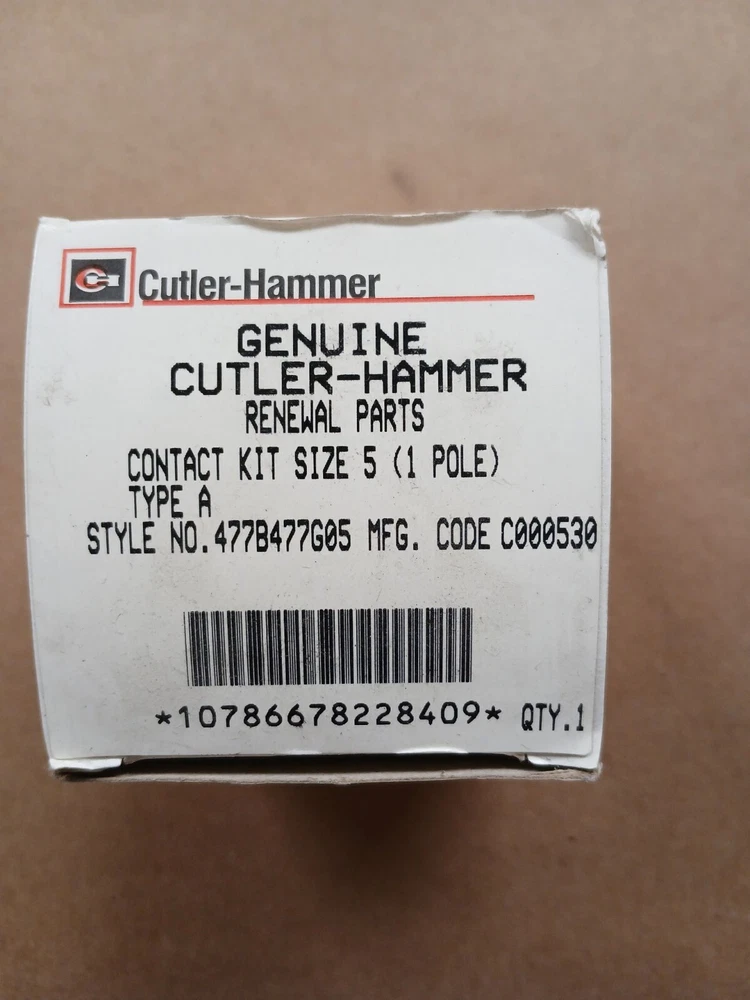 CH Cutler-Hammer
GENUINE
CUTLER-HAMMER
RENEWAL PARTS
CONTACT KIT SIZE 5 (1 POLE)
TYPE A
STYLE NO.477B477G05 MFG. CODE C000530
*10786678228409* QTY.1